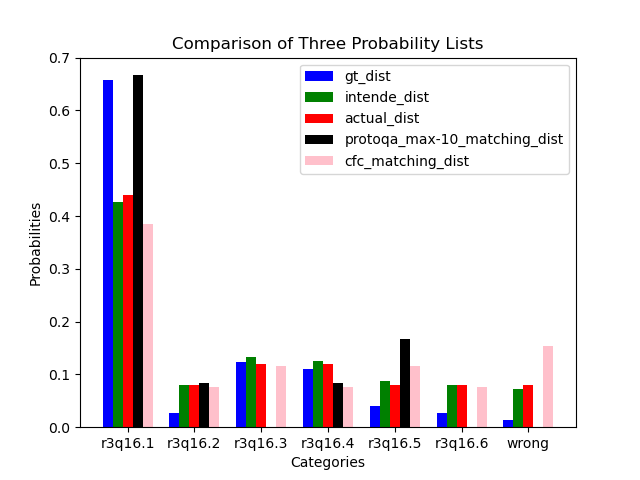 Comparison of Three Probability Lists
gt_dist
intende_dist
actual_dist
protoqa_max-10_matching_dist
cfc_matching_dist
Probabilities
0.7
0.6
0.5
0.4
0.3
0.2
0.1
0.0
r3q16.1 r3q16.2 r3q16.3 r3q16.4 r3q16.5 r3q16.6 wrong
Categories